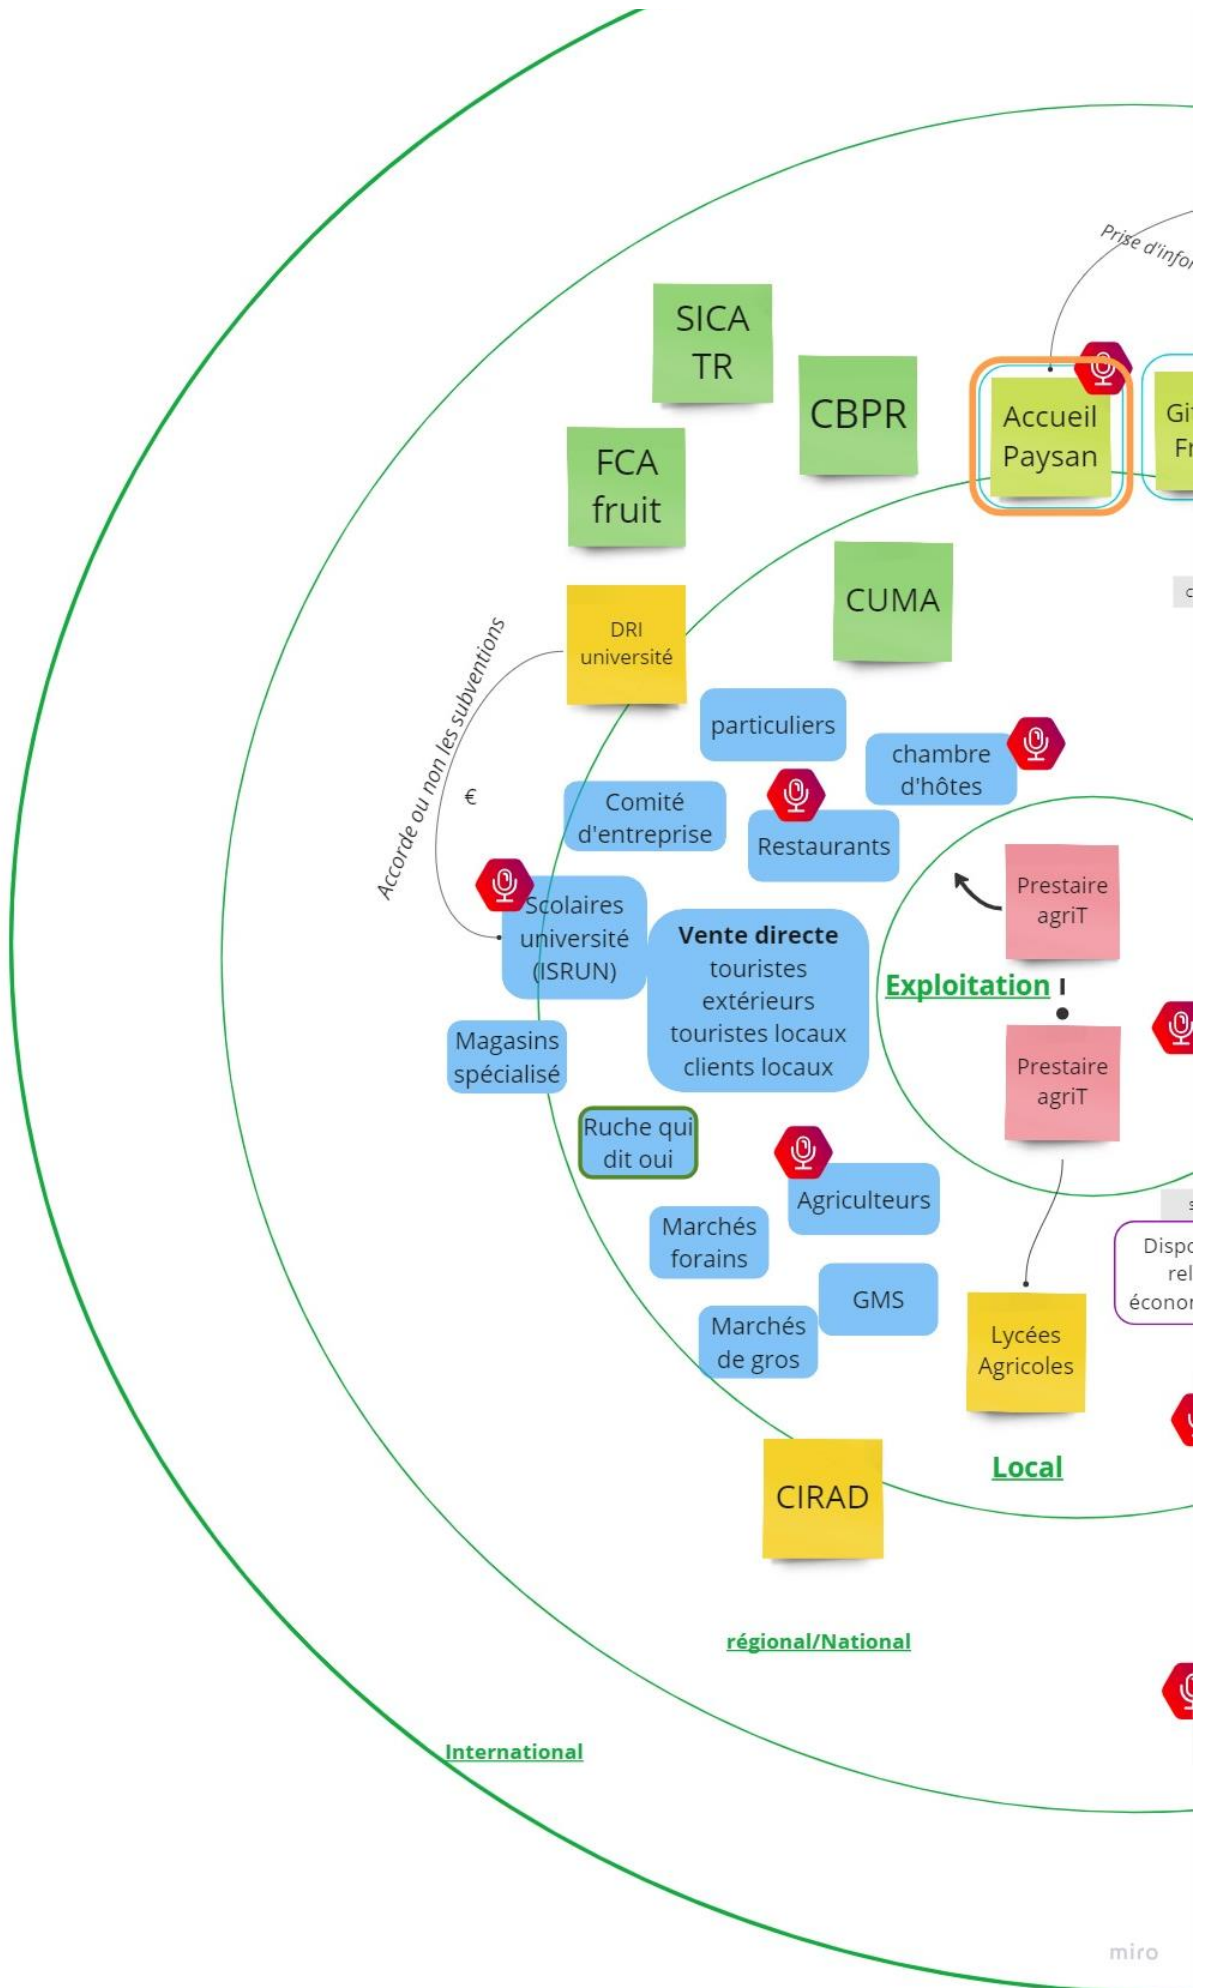 Prise d'infor
SICA
TR
CBPR
Accueil
Paysan
FCA
fruit
CUMA
DRI
université
Accorde ou non les subventions
€
particuliers
chambre
d'hôtes
Comité
d'entreprise
Restaurants
Prestaire
agriT
Scolaires
université
(ISRUN)
Vente directe
touristes
extérieurs
touristes locaux
clients locaux
Exploitation
Magasins
spécialisé
Prestaire
agriT
Ruche qui
dit oui
Agriculteurs
Marchés
forains
GMS
Marchés
de gros
Lycées
Agricoles
Local
CIRAD
régional/National
International
miro